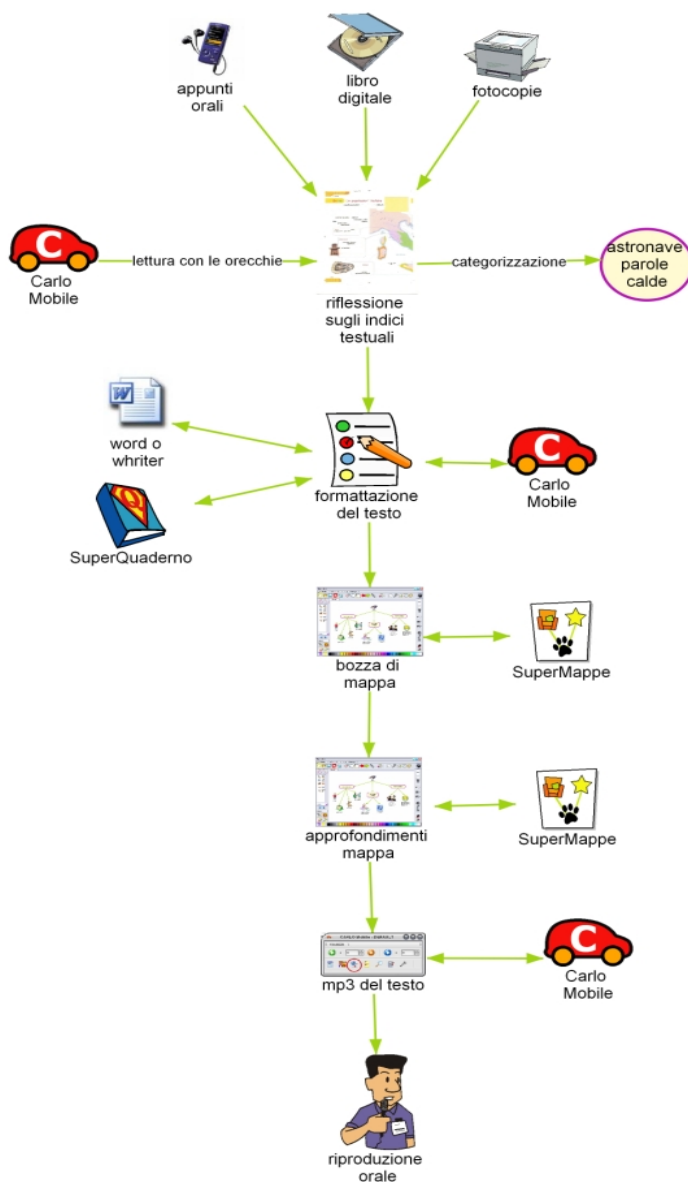 appunti
orali
libro
digitale
fotocopie
C
Carlo
Mobile
lettura con le orecchie
riflessione
sugli indici
testuali
categorizzazione
astronave
parole
calde
W
word o
whriter
Q
SuperQuaderno
formattazione
del testo
C
Carlo
Mobile
bozza di
mappa
SuperMappe
approfondimenti
mappa
SuperMappe
mp3 del testo
C
Carlo
Mobile
riproduzione
orale